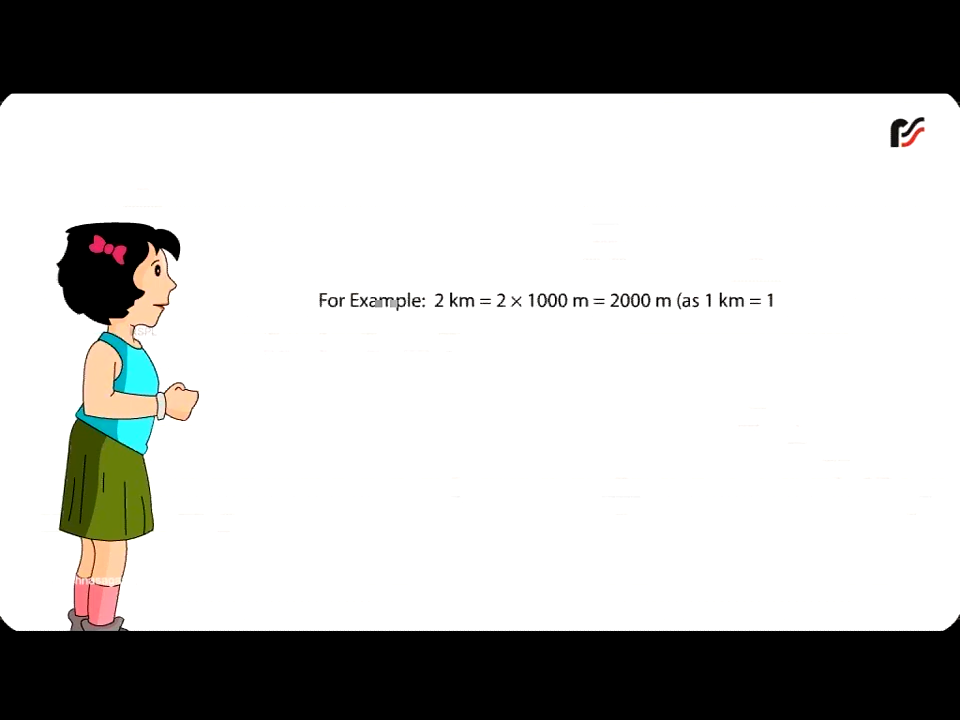 For Example: 2 km = 2 × 1000 m = 2000 m (as 1 km = 1